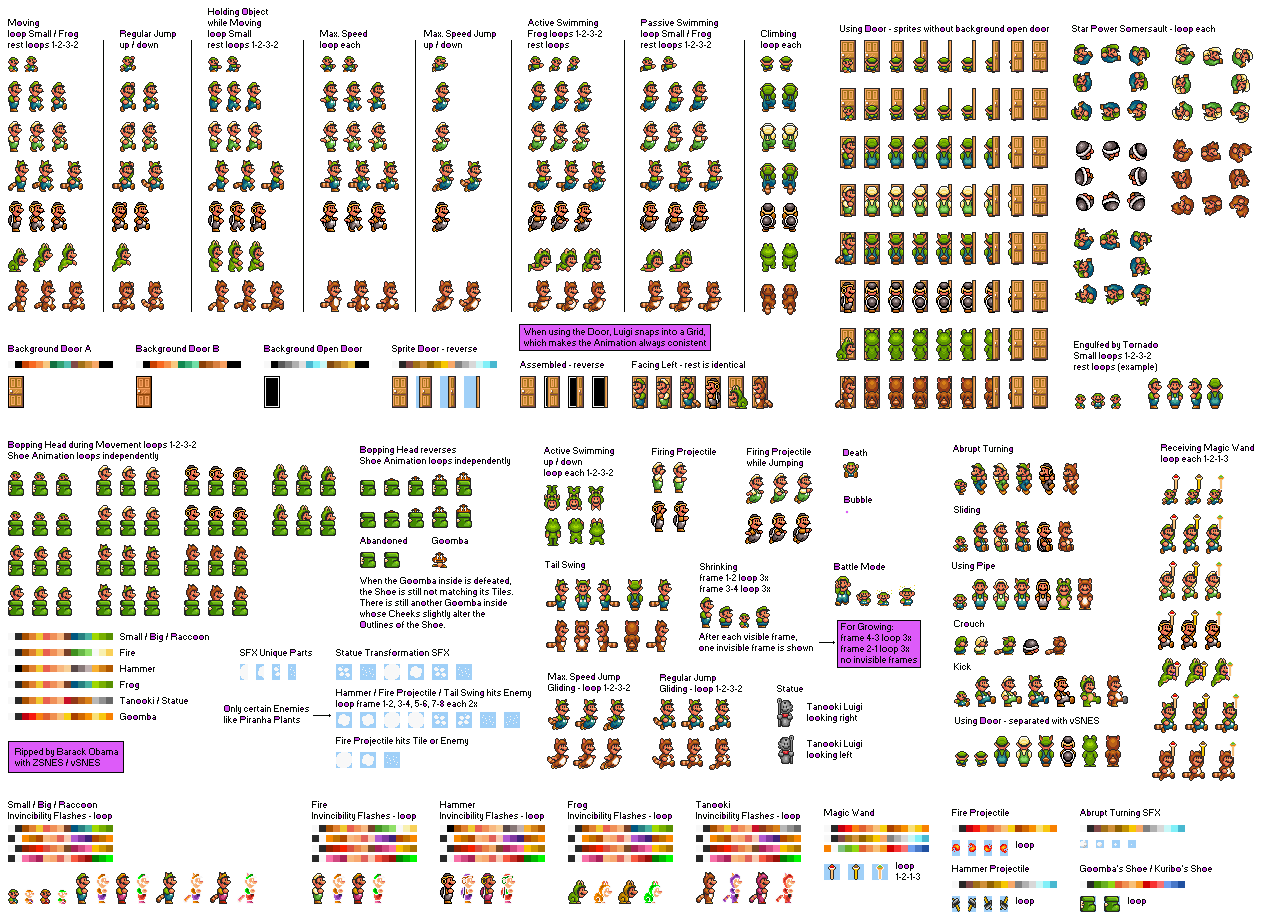 Moving
loop Small / Frog
rest loops 1-2-3-2
Regular Jump
up / down
Holding Object
while Moving
loop Small
rest loops 1-2-3-2
Max. Speed
loop each
Max. Speed Jump
up / down
Active Swimming
Frog loops 1-2-3-2
rest loops
Passive Swimming
loop Small / Frog
rest loops 1-2-3-2
Climbing
loop each
Using Door - sprites without background open door
Star Power Somersault - loop each
When using the Door, Luigi snaps into a Grid,
which makes the Animation always conistent
Background Door A
Background Door B
Background Open Door
Sprite Door - reverse
Assembled - reverse
Facing Left - rest is identical
Engulfed by Tornado
Small loops 1-2-3-2
rest loops (example)
Bopping Head during Movement loops 1-2-3-2
Shoe Animation loops independently
Bopping Head reverses
Shoe Animation loops independently
Abandoned
Goomba
When the Goomba inside is defeated,
the Shoe is still not matching its Tiles.
There is still another Goomba inside
whose Cheeks slightly alter the
Outlines of the Shoe.
Active Swimming
up / down
loop each 1-2-3-2
Firing Projectile
Firing Projectile
while Jumping
Death
Bubble
Abrupt Turning
Receiving Magic Wand
loop each 1-2-1-3
Sliding
Tail Swing
Shrinking
frame 1-2 loop 3x
frame 3-4 loop 3x
After each visible frame,
one invisible frame is shown
Battle Mode
For Growing:
frame 4-3 loop 3x
frame 2-1 loop 3x
no invisible frames
Using Pipe
Crouch
Kick
Using Door - separated with vSNES
Small / Big / Raccoon
Fire
Hammer
Frog
Tanooki / Statue
Goomba
SFX Unique Parts
Statue Transformation SFX
Only certain Enemies
like Piranha Plants
Hammer / Fire Projectile / Tail Swing hits Enemy
loop frame 1-2, 3-4, 5-6, 7-8 each 2x
Fire Projectile hits Tile or Enemy
Max. Speed Jump
Gliding - loop 1-2-3-2
Regular Jump
Gliding - loop 1-2-3-2
Statue
Tanooki Luigi
looking right
Tanooki Luigi
looking left
Ripped by Barack Obama
with ZSNES / vSNES
Small / Big / Raccoon
Invincibility Flashes - loop
Fire
Invincibility Flashes - loop
Hammer
Invincibility Flashes - loop
Frog
Invincibility Flashes - loop
Tanooki
Invincibility Flashes - loop
Magic Wand
loop
1-2-1-3
Fire Projectile
loop
Abrupt Turning SFX
Hammer Projectile
loop
Goomba's Shoe / Kuribo's Shoe
loop